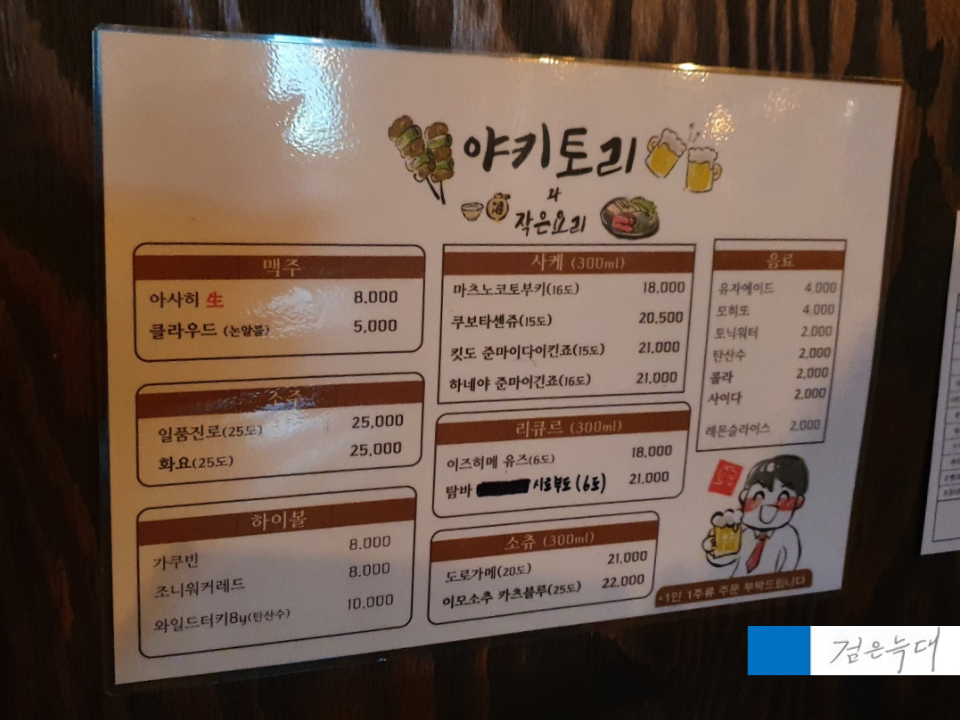 야키토리
와
작은요리
맥주
아사히 生 8.000
클라우드 (논알콜) 5,000
소주
일품진로(25도) 25,000
화요(25도) 25,000
하이볼
가쿠빈 8.000
조니워커레드 8.000
와일드터키8y(탄산수) 10.000
사케 (300ml)
마츠노코토부키(16도) 18,000
쿠보타센쥬(15도) 20,500
킷도 준마이다이긴죠(15도) 21,000
하네야 준마이긴죠(16도) 21,000
리큐르 (300ml)
이즈히메 유즈(6도) 18,000
탐바 시로부도(6도) 21,000
소츄 (300ml)
도로가메(20도) 21,000
이모소츄 카츠블루(25도) 22,000
음료
유자에이드 4,000
모히또 4,000
토닉워터 2,000
탄산수 2,000
콜라 2,000
사이다 2,000
레몬슬라이스 2,000
*1인 1주류 주문 부탁드립니다
검은늑대